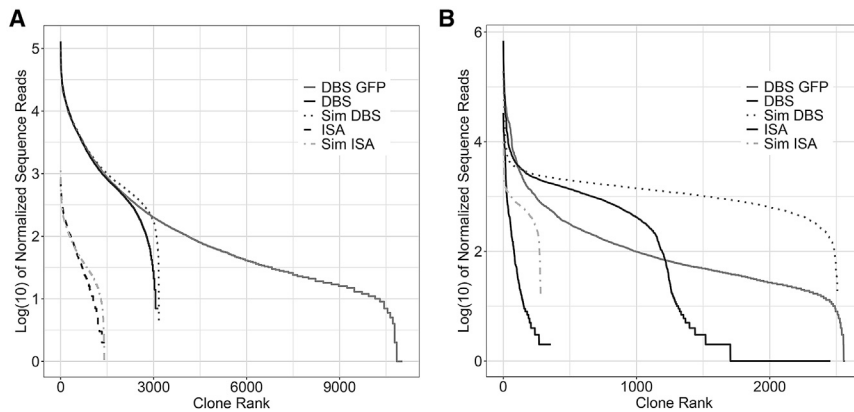 A
Log(10) of Normalized Sequence Reads
5
4
3
2
1
0
DBS GFP
DBS
Sim DBS
ISA
Sim ISA
0 3000 6000 9000
Clone Rank
B
Log(10) of Normalized Sequence Reads
6
4
2
0
DBS GFP
DBS
Sim DBS
ISA
Sim ISA
0 1000 2000
Clone Rank